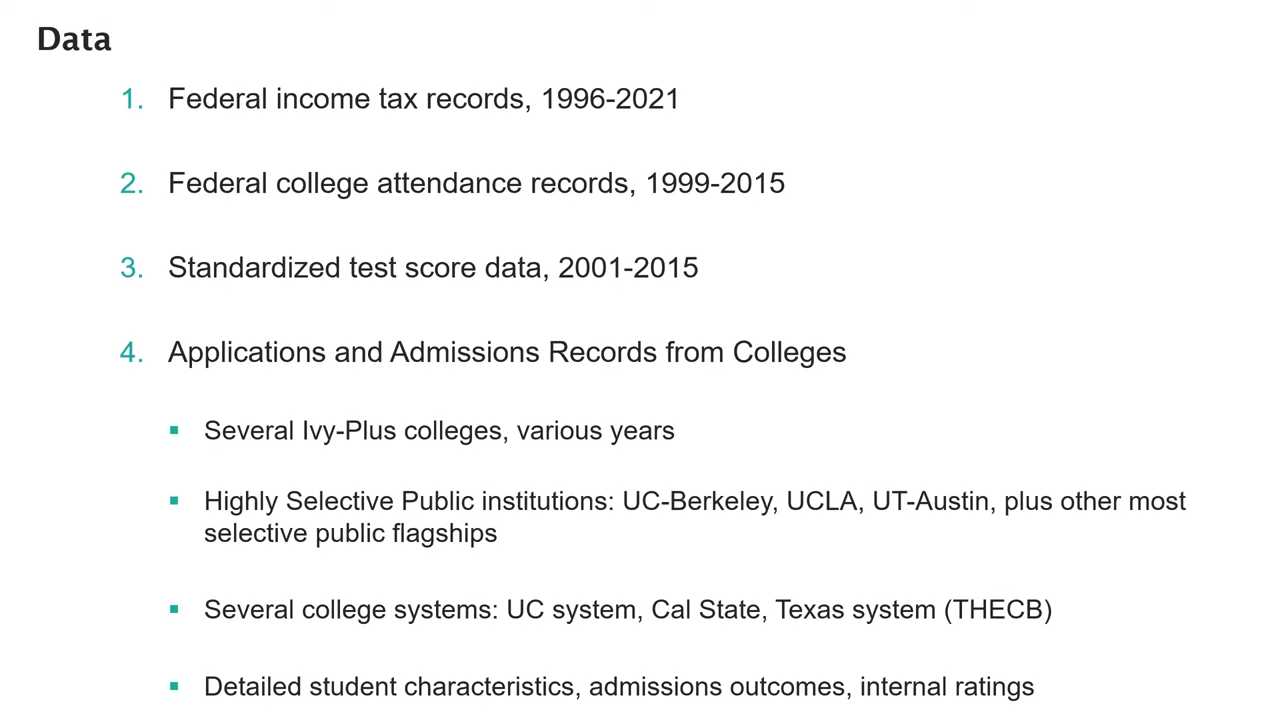 Data
1. Federal income tax records, 1996-2021
2. Federal college attendance records, 1999-2015
3. Standardized test score data, 2001-2015
4. Applications and Admissions Records from Colleges
▪ Several Ivy-Plus colleges, various years
▪ Highly Selective Public institutions: UC-Berkeley, UCLA, UT-Austin, plus other most
selective public flagships
▪ Several college systems: UC system, Cal State, Texas system (THECB)
▪ Detailed student characteristics, admissions outcomes, internal ratings